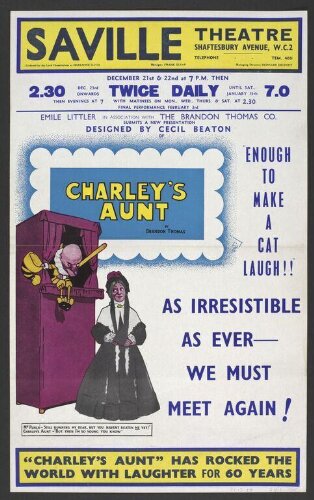 SAVILLE THEATRE
SHAFTESBURY AVENUE, W.C.2
TELEPHONE
DECEMBER 21st & 22nd at 7 P.M. THEN
2.30 DEC 23rd ONWARDS TWICE DAILY UNTIL SAT. 7.0
THEN EVENINGS AT 7 WITH MATINEES ON MON, WED, THURS & SAT. AT 2.30
FINAL PERFORMANCE FEBRUARY 3rd
EMILE LITTLER IN ASSOCIATION WITH THE BRANDON THOMAS CO.
SUBMITS A NEW PRESENTATION
DESIGNED BY CECIL BEATON
OF
CHARLEY'S
AUNT
BY
BRANDON THOMAS
ENOUGH
TO
MAKE
A
CAT
LAUGH!!
AS IRRESISTIBLE
AS EVER—
WE MUST
MEET AGAIN!
"CHARLEY'S AUNT" HAS ROCKED THE
WORLD WITH LAUGHTER FOR 60 YEARS